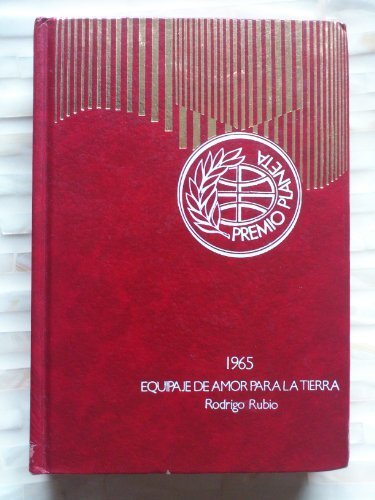 PREMIO PLANETA
1965
EQUIPAJE DE AMOR PARA LA TIERRA
Rodrigo Rubio